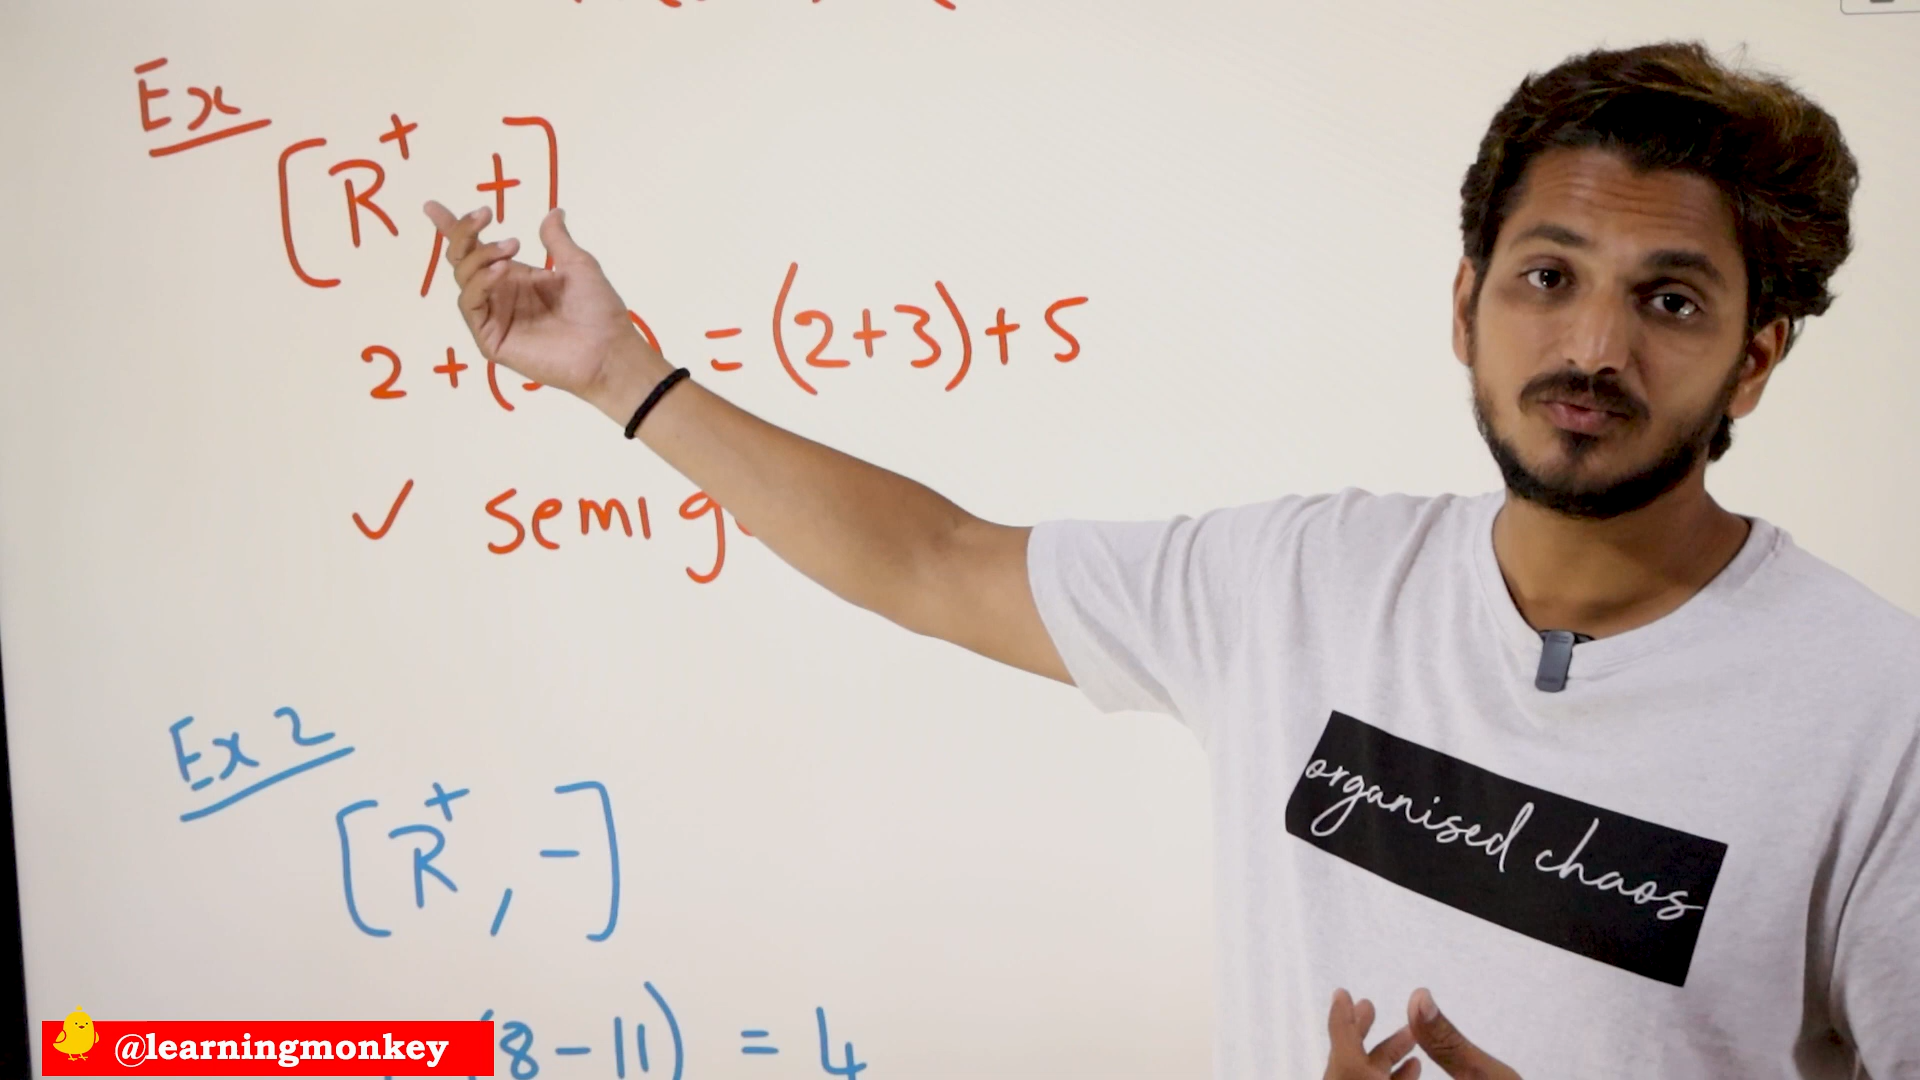 Ex
[R⁺, +]
2 + ( ) = (2+3)+5
✓ semi
Ex 2
[R⁺, -]
(8-11) = 4
@learningmonkey
organised chaos